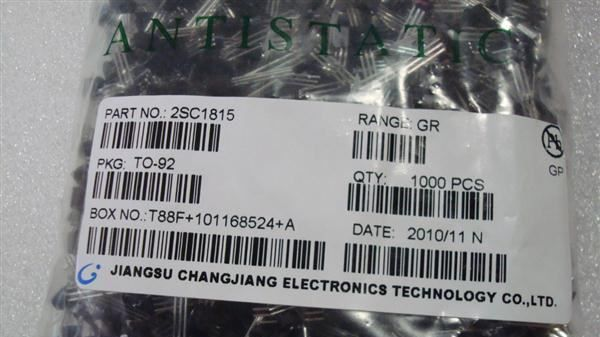 ANTISTATIC
PART NO.: 2SC1815
RANGE: GR
PKG: TO-92
QTY: 1000 PCS
BOX NO.:T88F+101168524+A
DATE: 2010/11 N
Pb
GP
JIANGSU CHANGJIANG ELECTRONICS TECHNOLOGY CO.,LTD.